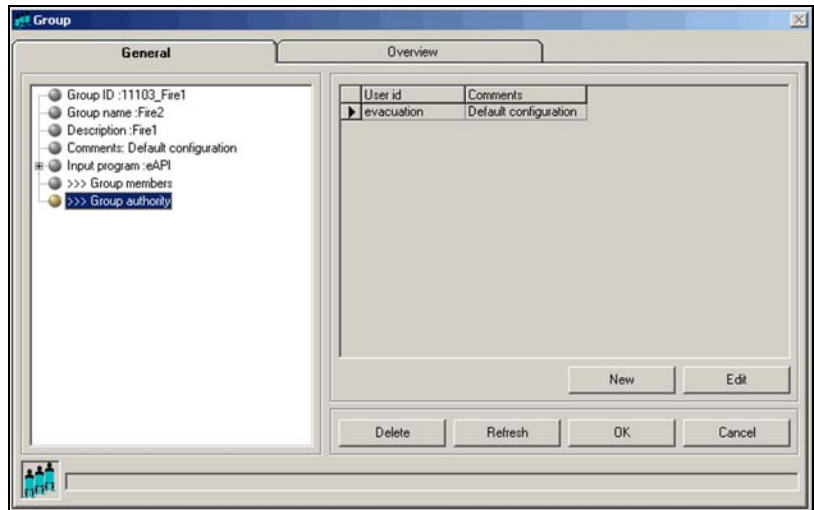 Group
General
Overview
Group ID :11103_Fire1
Group name :Fire2
Description :Fire1
Comments: Default configuration
Input program :eAPI
>>> Group members
>>> Group authority
User id Comments
evacuation Default configuration
New Edit
Delete Refresh OK Cancel